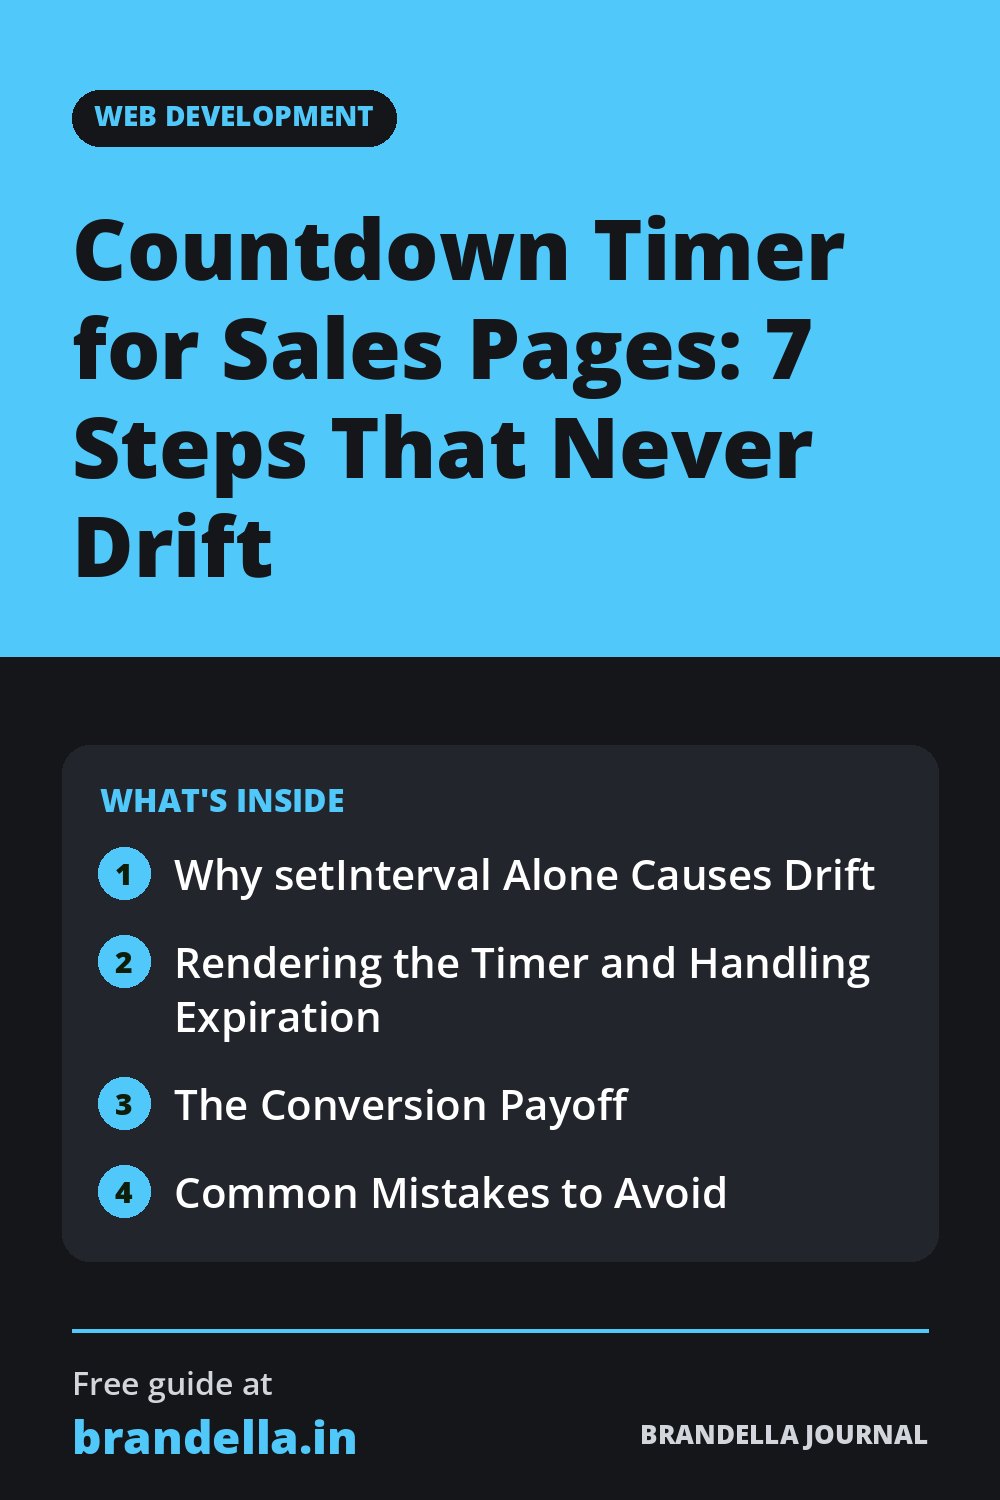 WEB DEVELOPMENT
Countdown Timer
for Sales Pages: 7
Steps That Never
Drift
WHAT'S INSIDE
1 Why setInterval Alone Causes Drift
2 Rendering the Timer and Handling
Expiration
3 The Conversion Payoff
4 Common Mistakes to Avoid
Free guide at
brandella.in
BRANDELLA JOURNAL